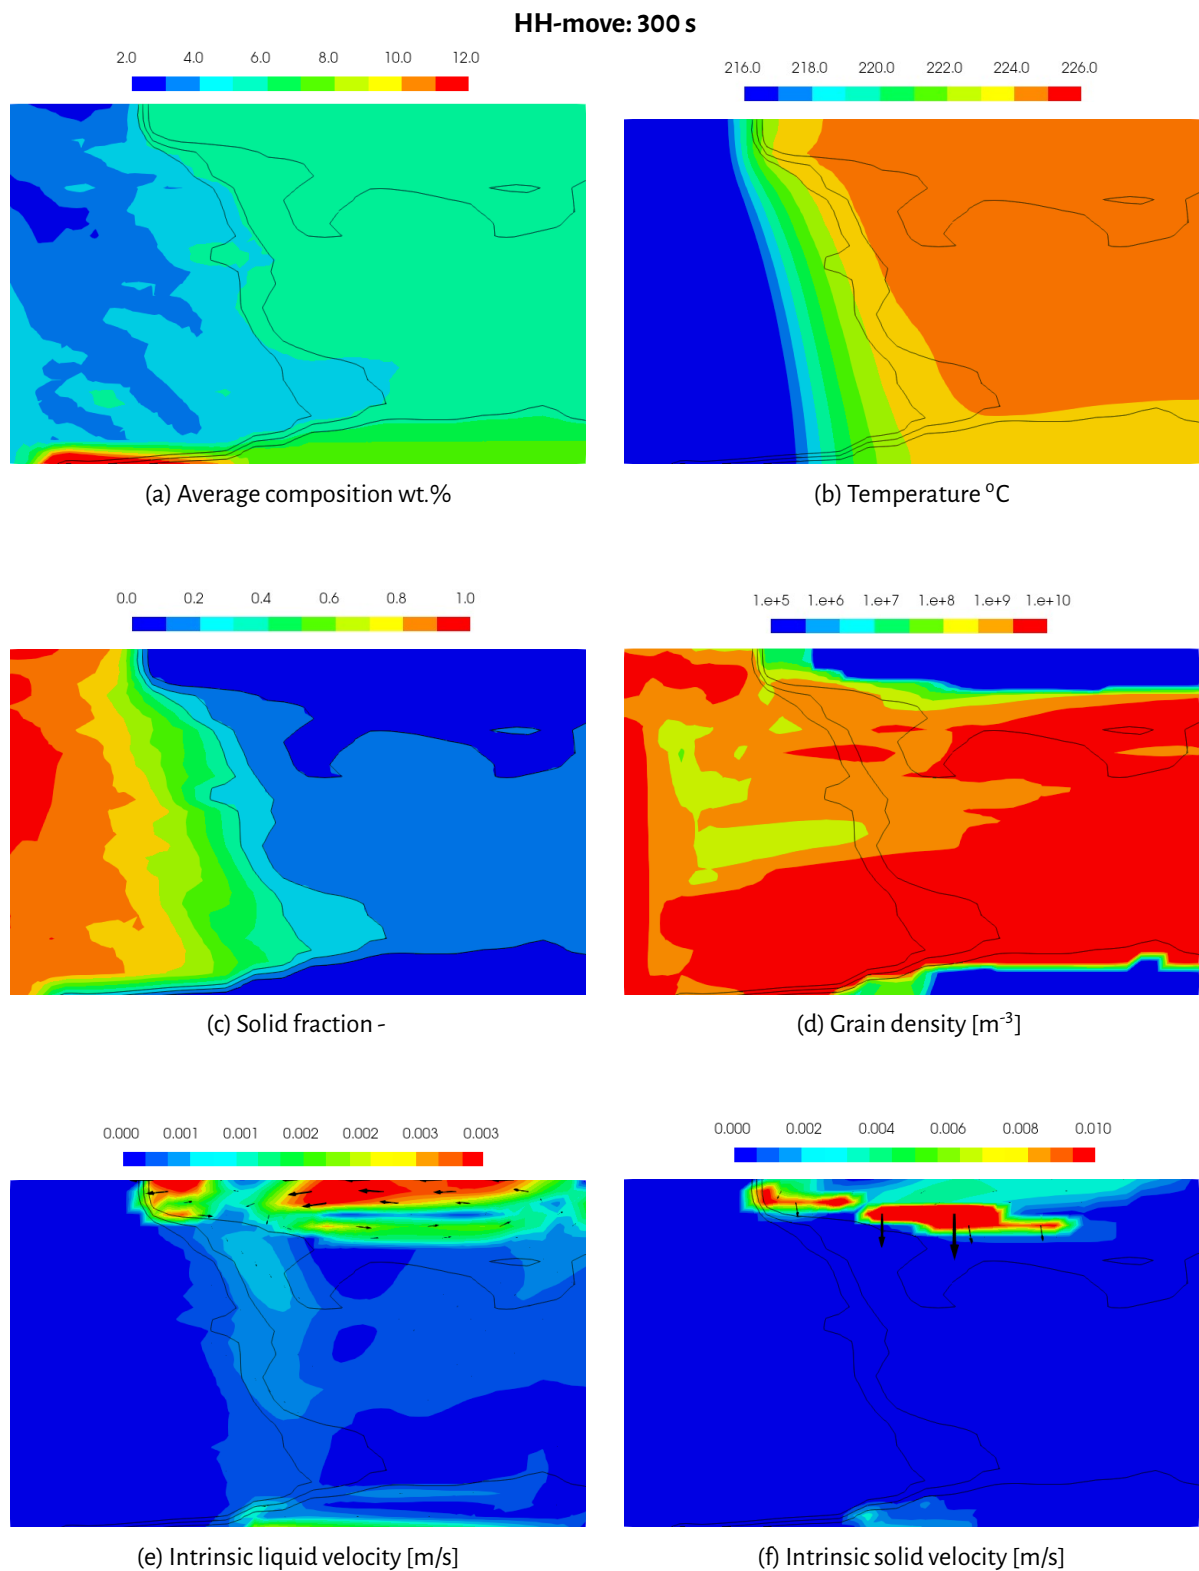 HH-move: 300 s
2.0 4.0 6.0 8.0 10.0 12.0
216.0 218.0 220.0 222.0 224.0 226.0
(a) Average composition wt.%
(b) Temperature ⁰C
0.0 0.2 0.4 0.6 0.8 1.0
1.e+5 1.e+6 1.e+7 1.e+8 1.e+9 1.e+10
(c) Solid fraction -
(d) Grain density [m⁻³]
0.000 0.001 0.001 0.002 0.002 0.003 0.003
0.000 0.002 0.004 0.006 0.008 0.010
(e) Intrinsic liquid velocity [m/s]
(f) Intrinsic solid velocity [m/s]